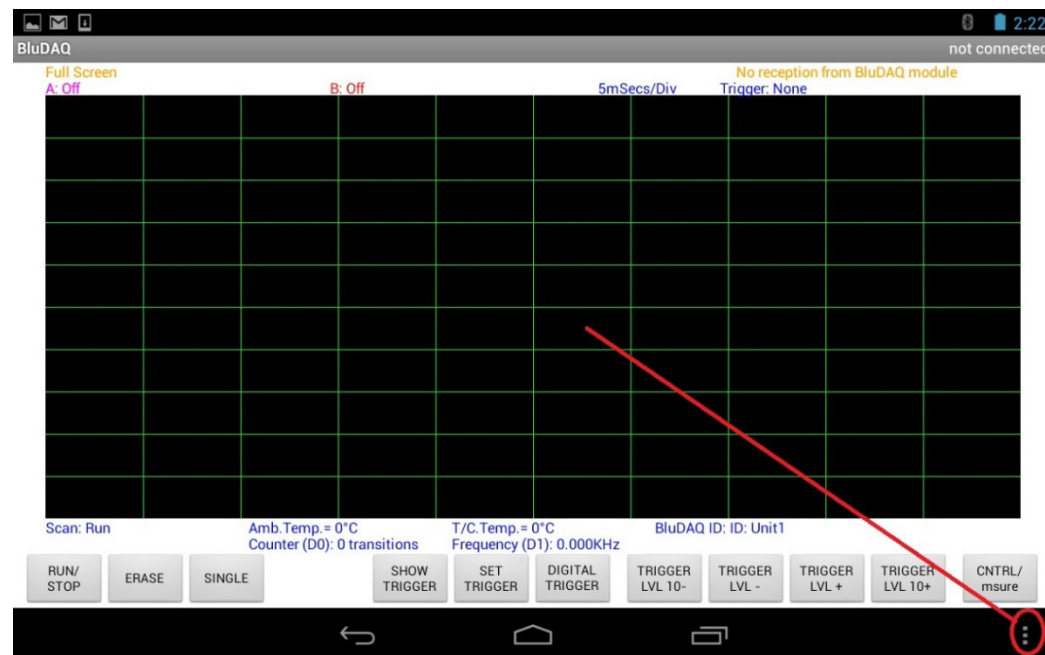 2:22
BluDAQ not connected
Full Screen No reception from BluDAQ module
A: Off B: Off 5mSecs/Div Trigger: None
Scan: Run Amb.Temp.= 0°C T/C.Temp.= 0°C BluDAQ ID: ID: Unit1
Counter (D0): 0 transitions Frequency (D1): 0.000KHz
RUN/
STOP
ERASE
SINGLE
SHOW
TRIGGER
SET
TRIGGER
DIGITAL
TRIGGER
TRIGGER
LVL 10-
TRIGGER
LVL -
TRIGGER
LVL +
TRIGGER
LVL 10+
CNTRL/
msure